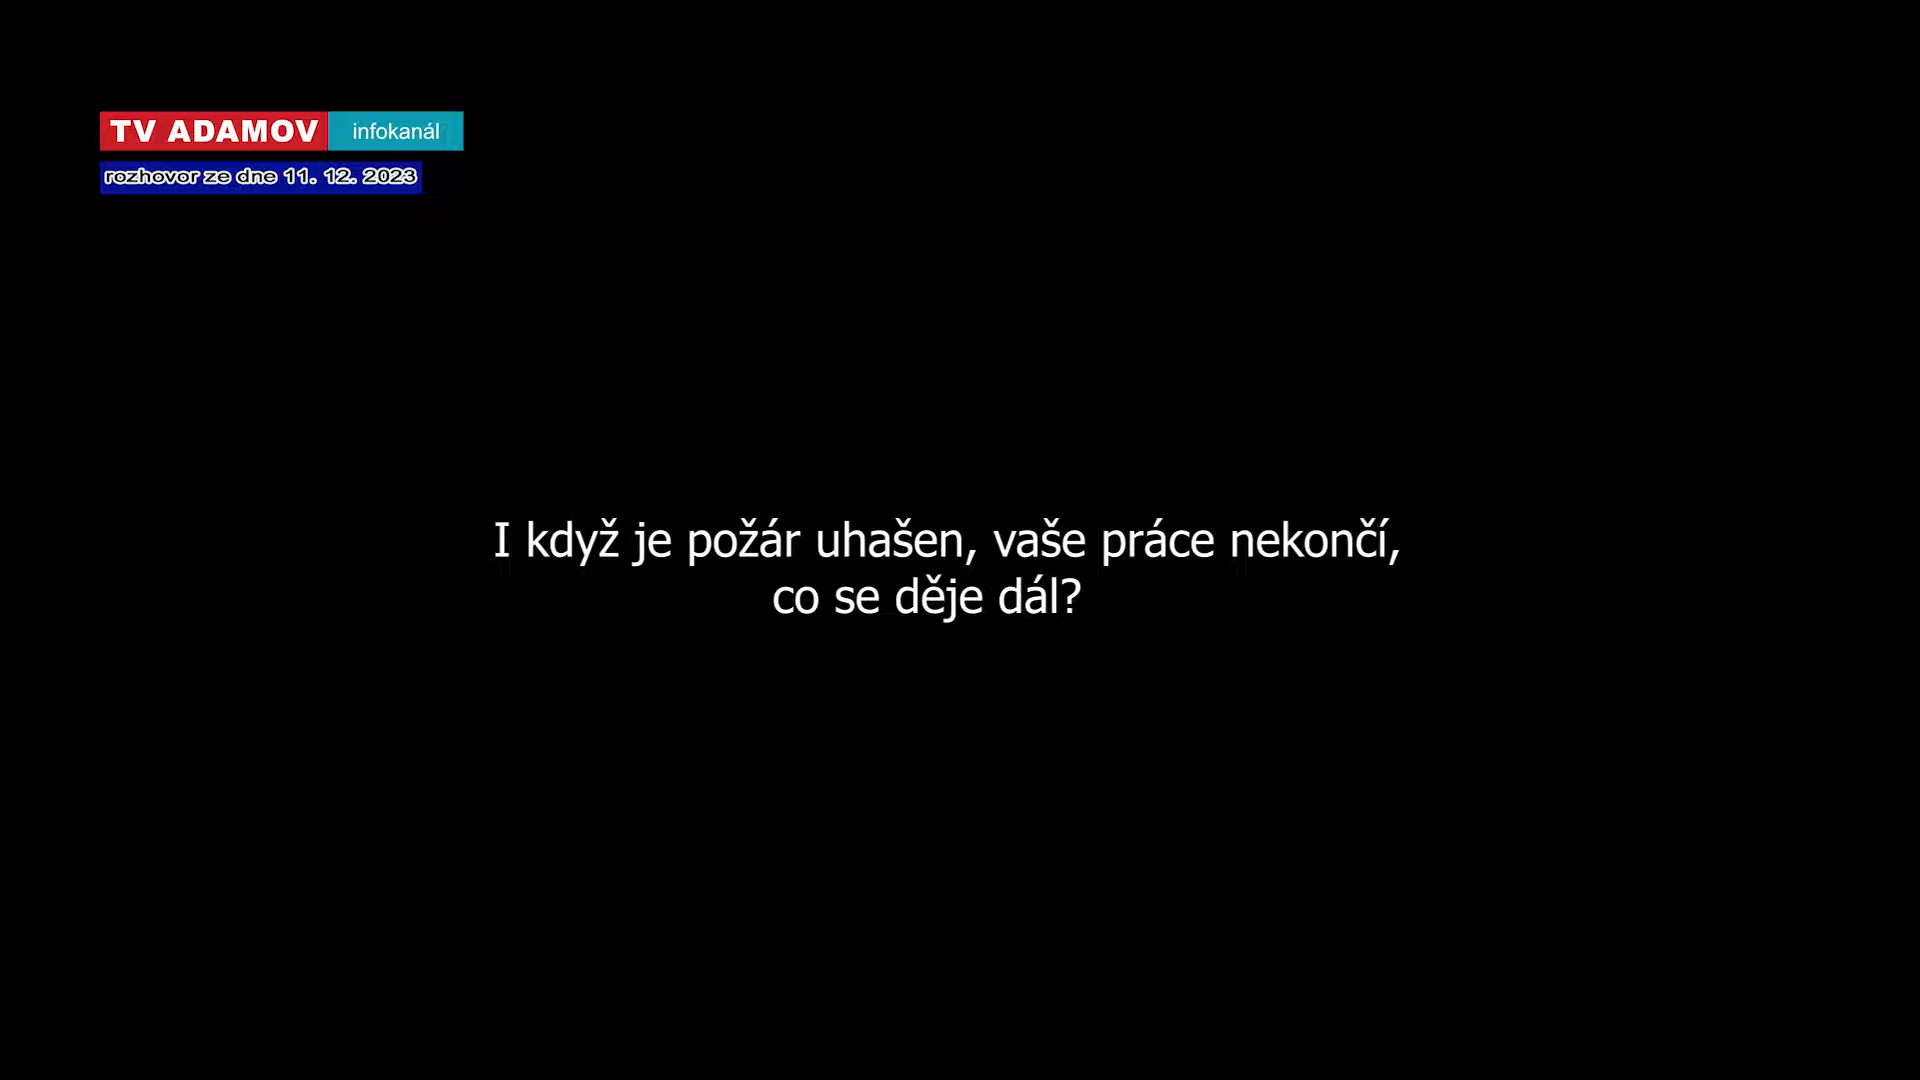 TV ADAMOV infokanál
rozhovor ze dne 11. 12. 2023
I když je požár uhašen, vaše práce nekončí,
co se děje dál?